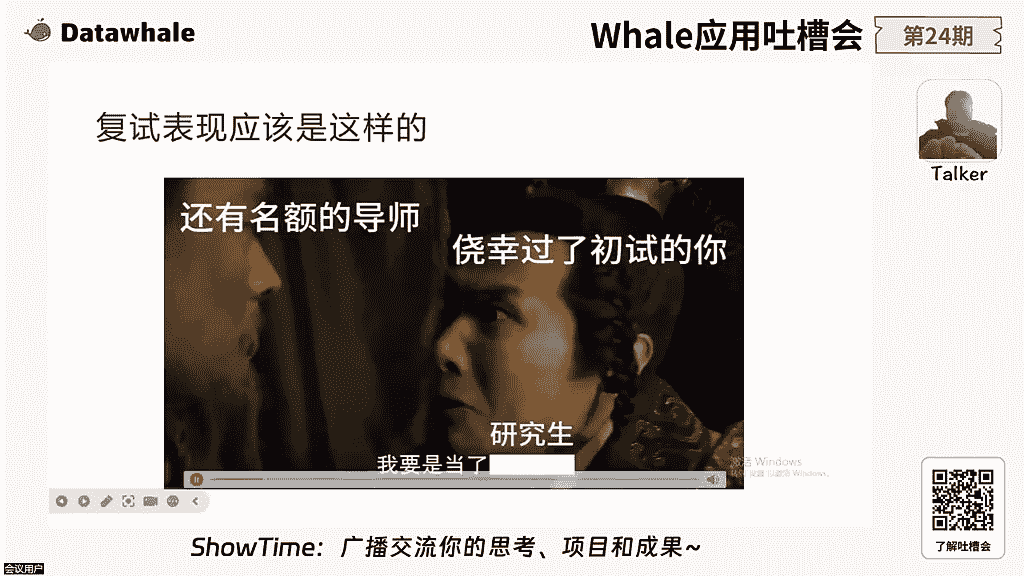 Datawhale
Whale应用吐槽会
第24期
复试表现应该是这样的
Talker
还有名额的导师
侥幸过了初试的你
研究生
我要是当了
Windows
Windows。
ShowTime：广播交流你的思考、项目和成果~
了解吐槽会
会议用户